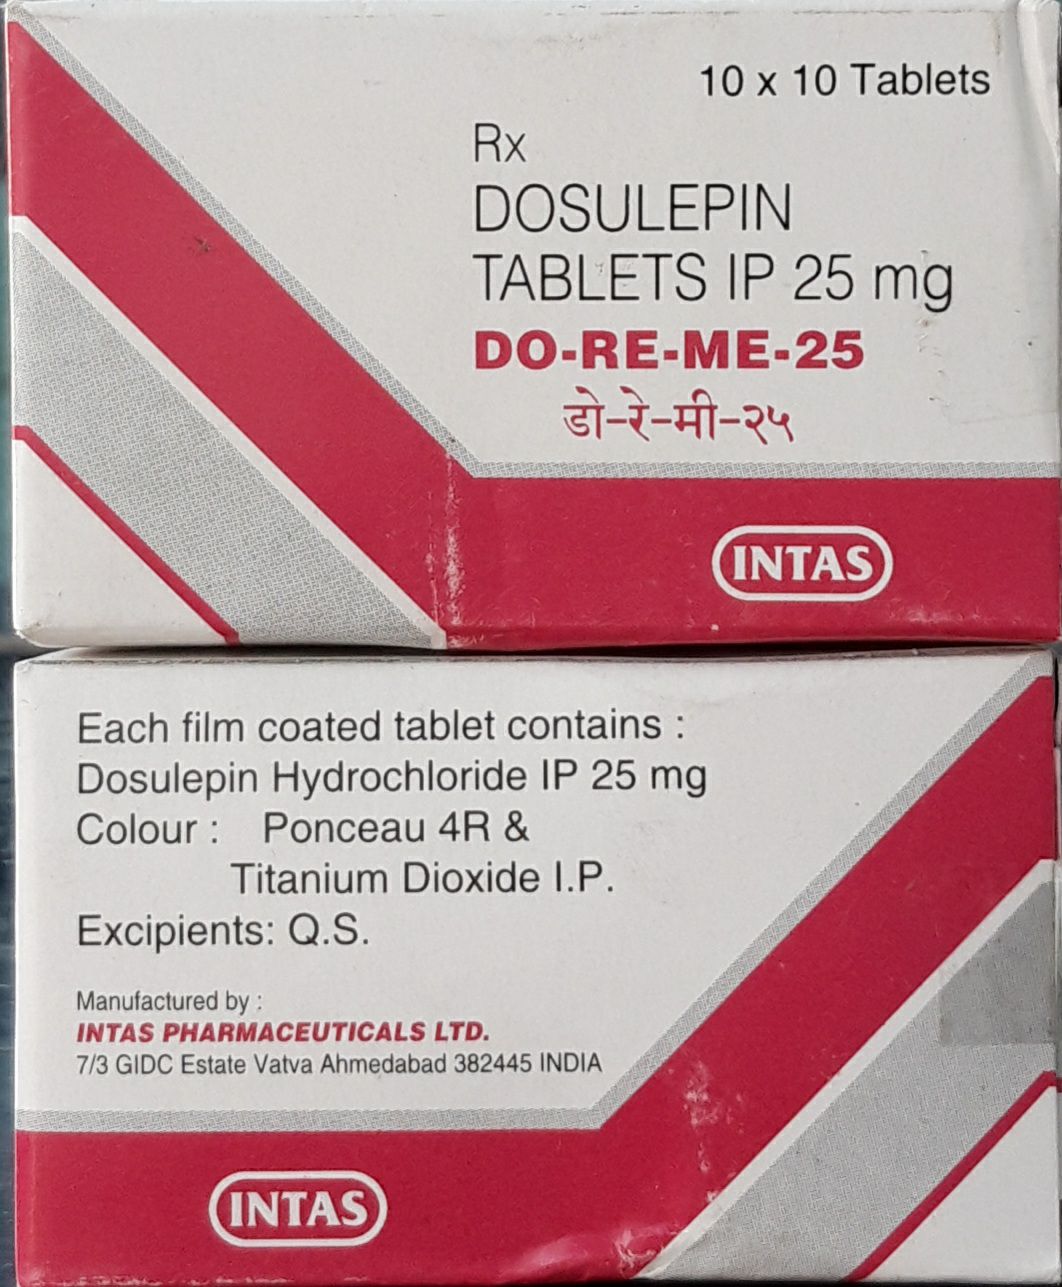 10 x 10 Tablets
Rx
DOSULEPIN
TABLETS IP 25 mg
DO-RE-ME-25
डो-रे-मी-२५
INTAS
Each film coated tablet contains :
Dosulepin Hydrochloride IP 25 mg
Colour : Ponceau 4R &
Titanium Dioxide I.P.
Excipients: Q.S.
Manufactured by :
INTAS PHARMACEUTICALS LTD.
7/3 GIDC Estate Vatva Ahmedabad 382445 INDIA
INTAS